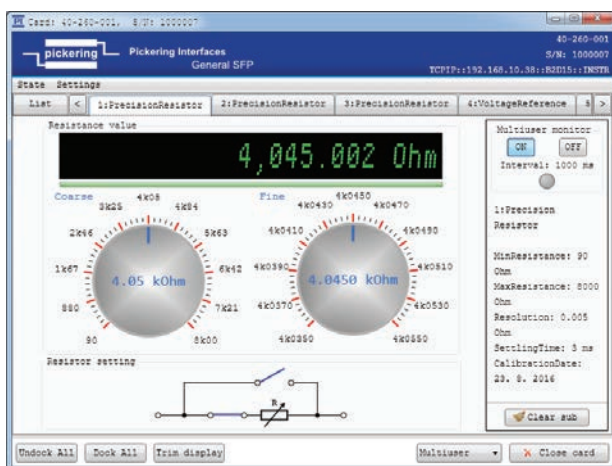 Card: 40-260-001, S/N: 1000007
pickering
Pickering Interfaces
General SFP
40-260-001
S/N: 1000007
TCPIP::192.168.10.38::B2D15::INSTR
State Settings
List < 1:PrecisionResistor 2:PrecisionResistor 3:PrecisionResistor 4:VoltageReference 5 >
Resistance value
4,045.002 Ohm
Coarse
90
880
1k67
2k46
3k25
4k05
4k84
5k63
6k42
7k21
8k00
4.05 kOhm
Fine
4k0350
4k0370
4k0390
4k0410
4k0430
4k0450
4k0470
4k0490
4k0510
4k0530
4k0550
4.0450 kOhm
Resistor setting
R
Multiuser monitor
ON OFF
Interval: 1000 ms
1:Precision
Resistor
MinResistance: 90
Ohm
MaxResistance: 8000
Ohm
Resolution: 0.005
Ohm
SettlingTime: 3 ms
CalibrationDate:
23. 8. 2016
Clear sub
Undock All Dock All Trim display Multiuser Close card